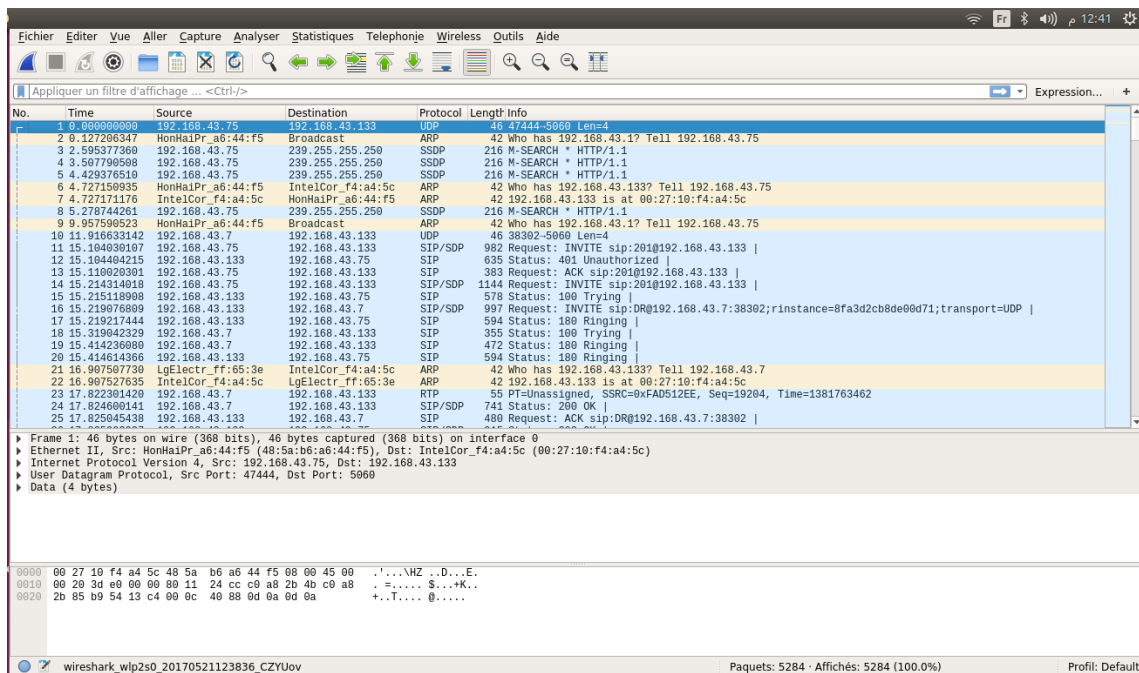 Fr م 12:41
Fichier Editer Vue Aller Capture Analyser Statistiques Telephonie Wireless Outils Aide
Appliquer un filtre d'affichage ... <Ctrl-/> Expression... +
No. Time Source Destination Protocol Length Info
1 0.000000000 192.168.43.75 192.168.43.133 UDP 46 47444→5060 Len=4
2 0.127206347 HonHaiPr_a6:44:f5 Broadcast ARP 42 Who has 192.168.43.1? Tell 192.168.43.75
3 2.595377360 192.168.43.75 239.255.255.250 SSDP 216 M-SEARCH * HTTP/1.1
4 3.507790508 192.168.43.75 239.255.255.250 SSDP 216 M-SEARCH * HTTP/1.1
5 4.429376510 192.168.43.75 239.255.255.250 SSDP 216 M-SEARCH * HTTP/1.1
6 4.727150935 HonHaiPr_a6:44:f5 IntelCor_f4:a4:5c ARP 42 Who has 192.168.43.133? Tell 192.168.43.75
7 4.727171176 IntelCor_f4:a4:5c HonHaiPr_a6:44:f5 ARP 42 192.168.43.133 is at 00:27:10:f4:a4:5c
8 5.278744261 192.168.43.75 239.255.255.250 SSDP 216 M-SEARCH * HTTP/1.1
9 9.957590523 HonHaiPr_a6:44:f5 Broadcast ARP 42 Who has 192.168.43.1? Tell 192.168.43.75
10 11.916633142 192.168.43.7 192.168.43.133 UDP 46 38302→5060 Len=4
11 15.104030107 192.168.43.75 192.168.43.133 SIP/SDP 982 Request: INVITE sip:201@192.168.43.133 |
12 15.104404215 192.168.43.133 192.168.43.75 SIP 635 Status: 401 Unauthorized |
13 15.110020301 192.168.43.75 192.168.43.133 SIP 383 Request: ACK sip:201@192.168.43.133 |
14 15.214314018 192.168.43.75 192.168.43.133 SIP/SDP 1144 Request: INVITE sip:201@192.168.43.133 |
15 15.215118908 192.168.43.133 192.168.43.75 SIP 578 Status: 100 Trying |
16 15.219076809 192.168.43.133 192.168.43.7 SIP/SDP 997 Request: INVITE sip:DR@192.168.43.7:38302;rinstance=8fa3d2cb8de00d71;transport=UDP |
17 15.219217444 192.168.43.133 192.168.43.75 SIP 594 Status: 180 Ringing |
18 15.319042329 192.168.43.7 192.168.43.133 SIP 355 Status: 100 Trying |
19 15.414236080 192.168.43.7 192.168.43.133 SIP 472 Status: 180 Ringing |
20 15.414614366 192.168.43.133 192.168.43.75 SIP 594 Status: 180 Ringing |
21 16.907507730 LgElectr_ff:65:3e IntelCor_f4:a4:5c ARP 42 Who has 192.168.43.133? Tell 192.168.43.7
22 16.907527635 IntelCor_f4:a4:5c LgElectr_ff:65:3e ARP 42 192.168.43.133 is at 00:27:10:f4:a4:5c
23 17.822301420 192.168.43.7 192.168.43.133 RTP 55 PT=Unassigned, SSRC=0xFAD512EE, Seq=19204, Time=1381763462
24 17.824600141 192.168.43.7 192.168.43.133 SIP/SDP 741 Status: 200 OK |
25 17.825045438 192.168.43.133 192.168.43.7 SIP 480 Request: ACK sip:DR@192.168.43.7:38302 |
Frame 1: 46 bytes on wire (368 bits), 46 bytes captured (368 bits) on interface 0
Ethernet II, Src: HonHaiPr_a6:44:f5 (48:5a:b6:a6:44:f5), Dst: IntelCor_f4:a4:5c (00:27:10:f4:a4:5c)
Internet Protocol Version 4, Src: 192.168.43.75, Dst: 192.168.43.133
User Datagram Protocol, Src Port: 47444, Dst Port: 5060
Data (4 bytes)
0000 00 27 10 f4 a4 5c 48 5a b6 a6 44 f5 08 00 45 00 .'...\HZ ..D...E.
0010 00 20 3d e0 00 00 80 11 24 cc c0 a8 2b 4b c0 a8 . =..... $...+K..
0020 2b 85 b9 54 13 c4 00 0c 40 88 0d 0a 0d 0a +..T.... @.....
wireshark_wlp2s0_20170521123836_CZYUov Paquets: 5284 · Affichés: 5284 (100.0%) Profil: Default